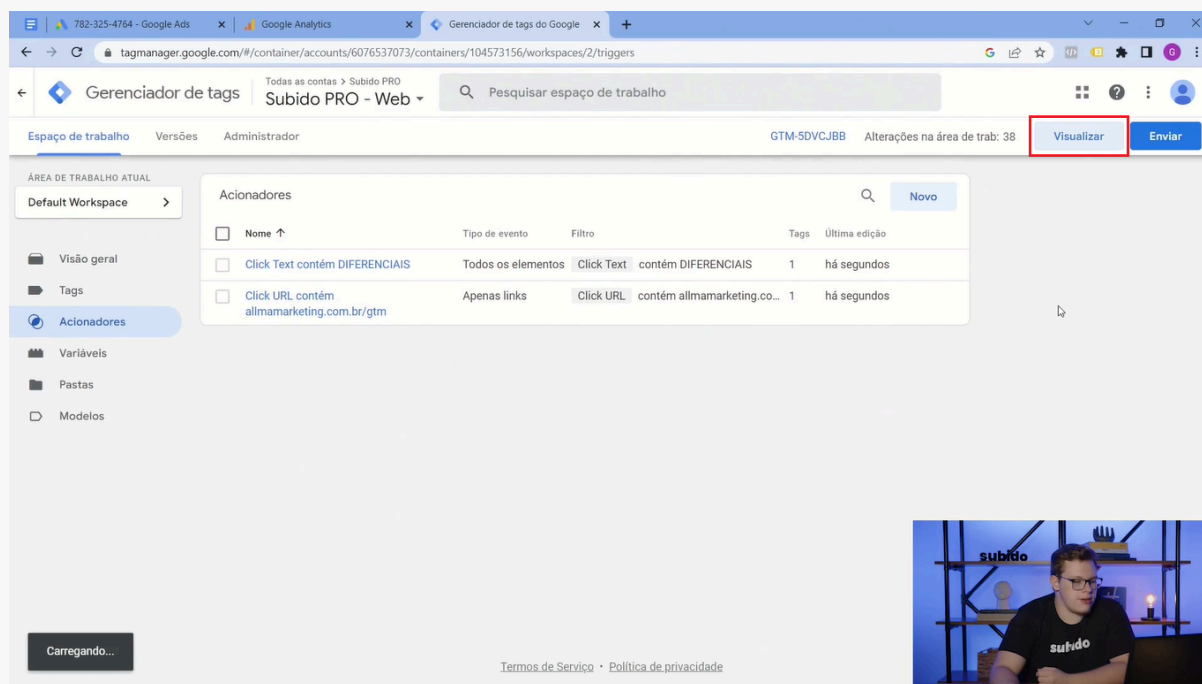 782-325-4764 - Google Ads
Google Analytics
Gerenciador de tags do Google
tagmanager.google.com/#/container/accounts/6076537073/containers/104573156/workspaces/2/triggers
Gerenciador de tags
Todas as contas > Subido PRO
Subido PRO - Web
Pesquisar espaço de trabalho
Espaço de trabalho
Versões
Administrador
GTM-5DVCJBB
Alterações na área de trab: 38
Visualizar
Enviar
ÁREA DE TRABALHO ATUAL
Default Workspace
Visão geral
Tags
Acionadores
Variáveis
Pastas
Modelos
Acionadores
Novo
Nome
Tipo de evento
Filtro
Tags
Última edição
Click Text contém DIFERENCIAIS
Todos os elementos
Click Text
contém DIFERENCIAIS
1
há segundos
Click URL contém
allmamarketing.com.br/gtm
Apenas links
Click URL
contém allmamarketing.co...
1
há segundos
Carregando...
Termos de Serviço • Política de privacidade
subido
subido